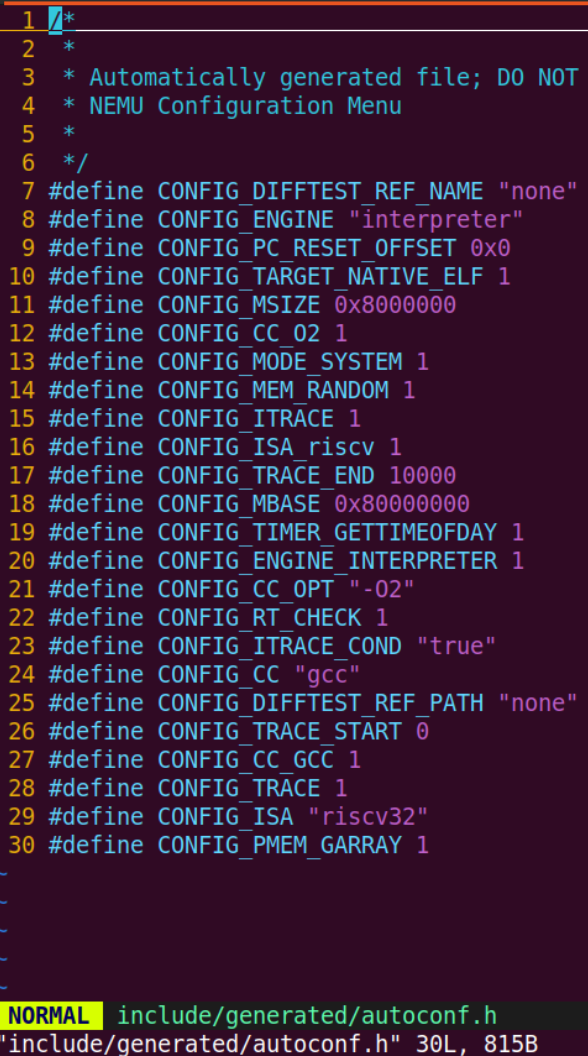 1 /*
2  *
3  * Automatically generated file; DO NOT
4  * NEMU Configuration Menu
5  *
6  */
7 #define CONFIG_DIFFTEST_REF_NAME "none"
8 #define CONFIG_ENGINE "interpreter"
9 #define CONFIG_PC_RESET_OFFSET 0x0
10 #define CONFIG_TARGET_NATIVE_ELF 1
11 #define CONFIG_MSIZE 0x8000000
12 #define CONFIG_CC_O2 1
13 #define CONFIG_MODE_SYSTEM 1
14 #define CONFIG_MEM_RANDOM 1
15 #define CONFIG_ITRACE 1
16 #define CONFIG_ISA_riscv 1
17 #define CONFIG_TRACE_END 10000
18 #define CONFIG_MBASE 0x80000000
19 #define CONFIG_TIMER_GETTIMEOFDAY 1
20 #define CONFIG_ENGINE_INTERPRETER 1
21 #define CONFIG_CC_OPT "-O2"
22 #define CONFIG_RT_CHECK 1
23 #define CONFIG_ITRACE_COND "true"
24 #define CONFIG_CC "gcc"
25 #define CONFIG_DIFFTEST_REF_PATH "none"
26 #define CONFIG_TRACE_START 0
27 #define CONFIG_CC_GCC 1
28 #define CONFIG_TRACE 1
29 #define CONFIG_ISA "riscv32"
30 #define CONFIG_PMEM_GARRAY 1
~
~
~
~
~
NORMAL include/generated/autoconf.h
"include/generated/autoconf.h" 30L, 815B